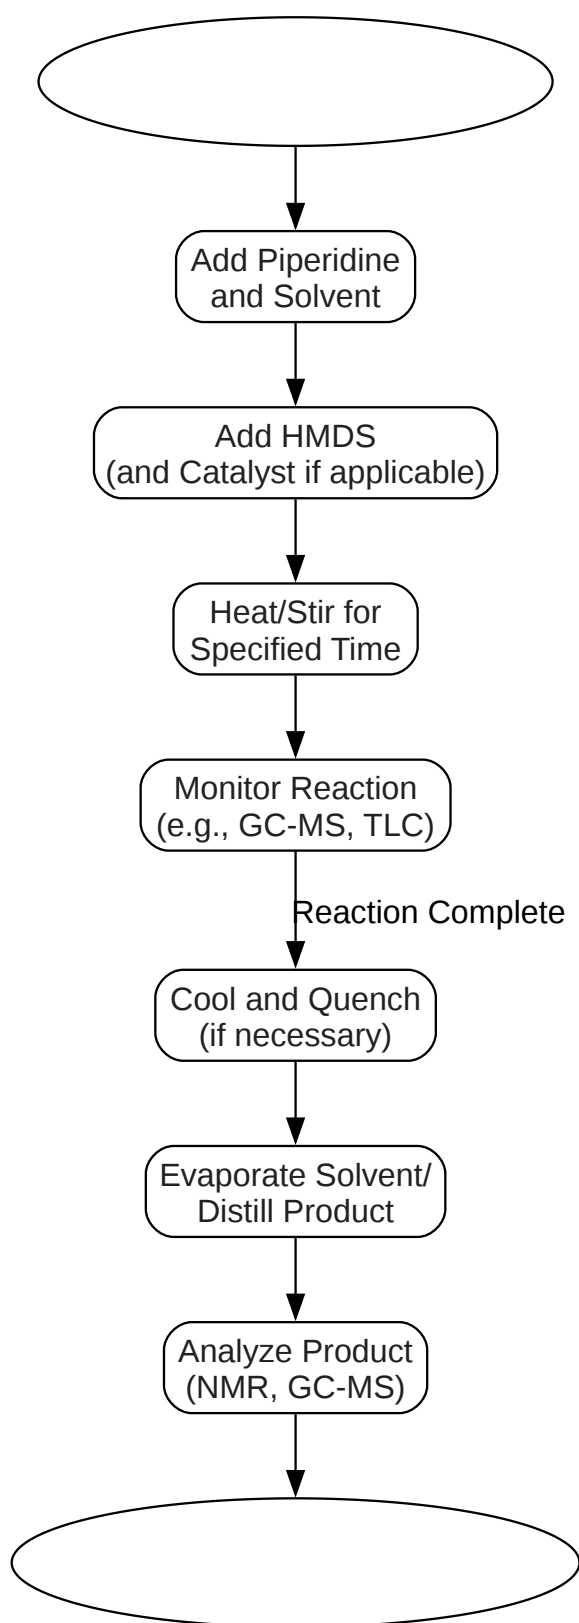 Add Piperidine
and Solvent
Add HMDS
(and Catalyst if applicable)
Heat/Stir for
Specified Time
Monitor Reaction
(e.g., GC-MS, TLC)
Reaction Complete
Cool and Quench
(if necessary)
Evaporate Solvent/
Distill Product
Analyze Product
(NMR, GC-MS)